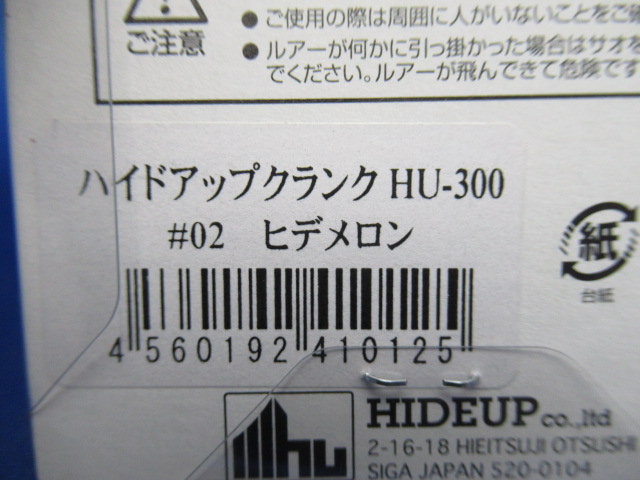 ご使用の際は周囲に人がいないことをご
ご注意
ルアーが何かに引っ掛かった場合はサオ
でください。ルアーが飛んできて危険です
ハイドアップクランク HU-300
#02 ヒデメロン
紙
台紙
4 560192 410125
hu
HIDEUP co.,ltd
2-16-18 HIEITSUJI OTSUSHI
SIGA JAPAN 520-0104